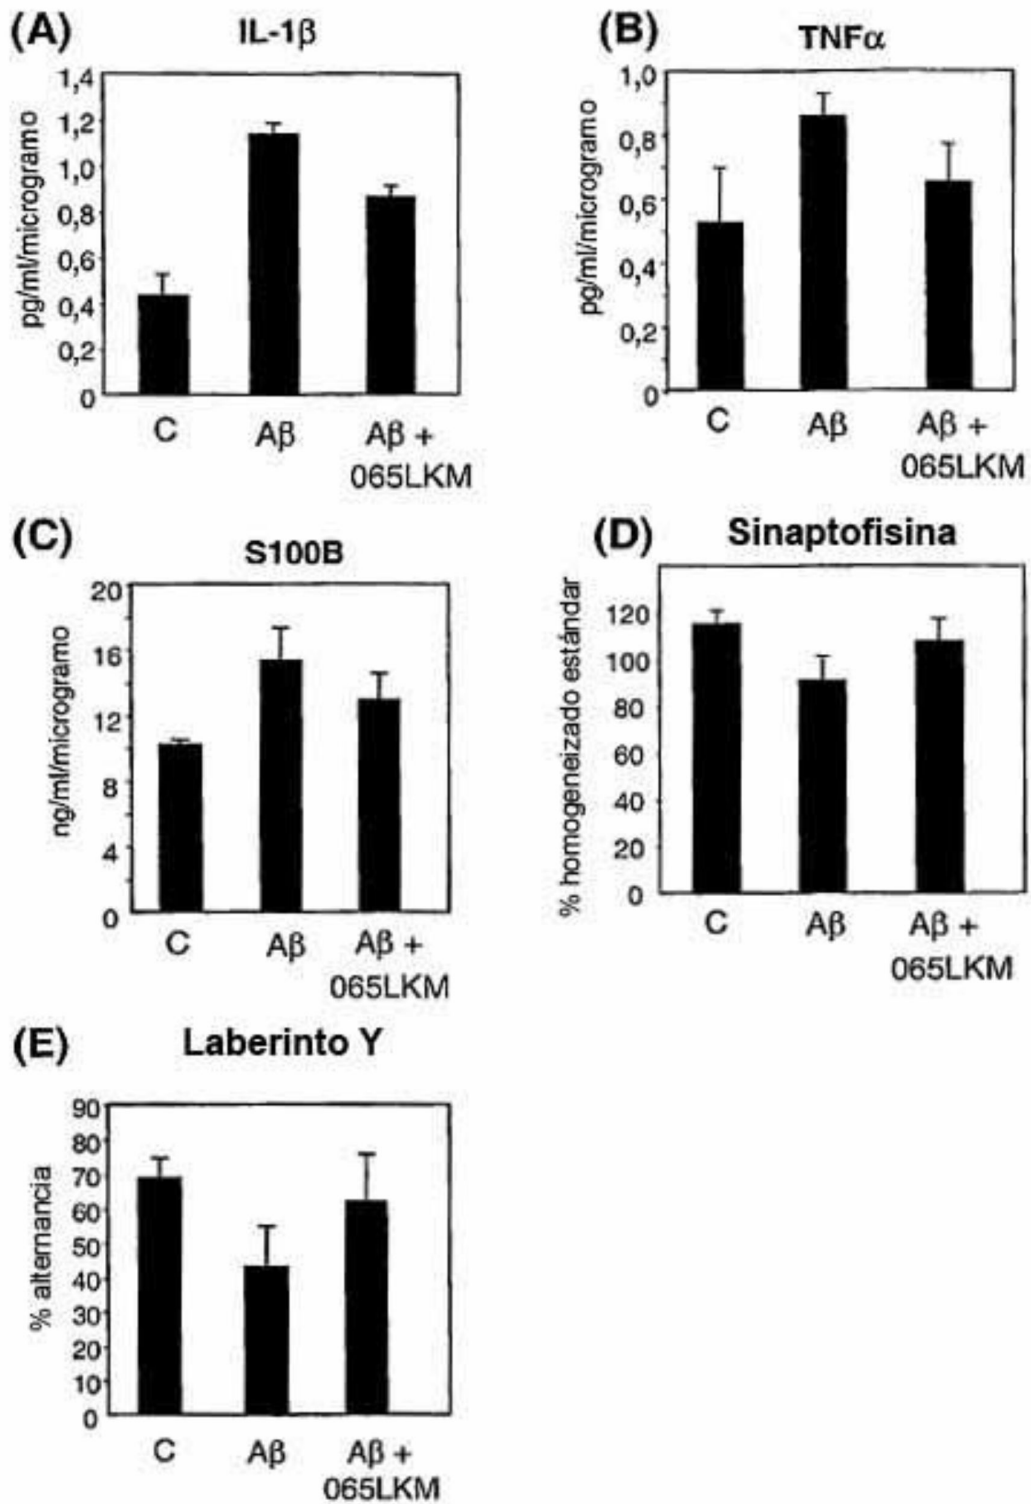 (A) IL-1β
pg/ml/microgramo
1,4
1,2
1,0
0,8
0,6
0,4
0,2
0
C Aβ Aβ +
065LKM
(B) TNFα
pg/ml/microgramo
1,0
0,8
0,6
0,4
0,2
0
C Aβ Aβ +
065LKM
(C) S100B
ng/ml/microgramo
20
16
12
8
4
0
C Aβ Aβ +
065LKM
(D) Sinaptofisina
% homogeneizado estándar
120
100
80
60
40
20
0
C Aβ Aβ +
065LKM
(E) Laberinto Y
% alternancia
90
80
70
60
50
40
30
20
10
0
C Aβ Aβ +
065LKM